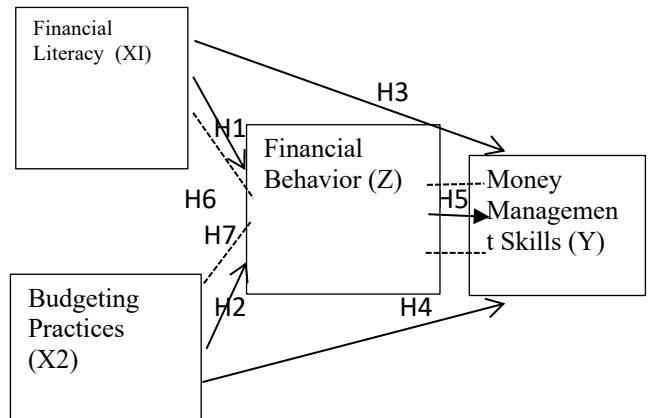 Financial
Literacy (XI)
H3
H1
Financial
Behavior (Z)
Money
Managemen
t Skills (Y)
H5
H6
H7
Budgeting
Practices
(X2)
H2
H4